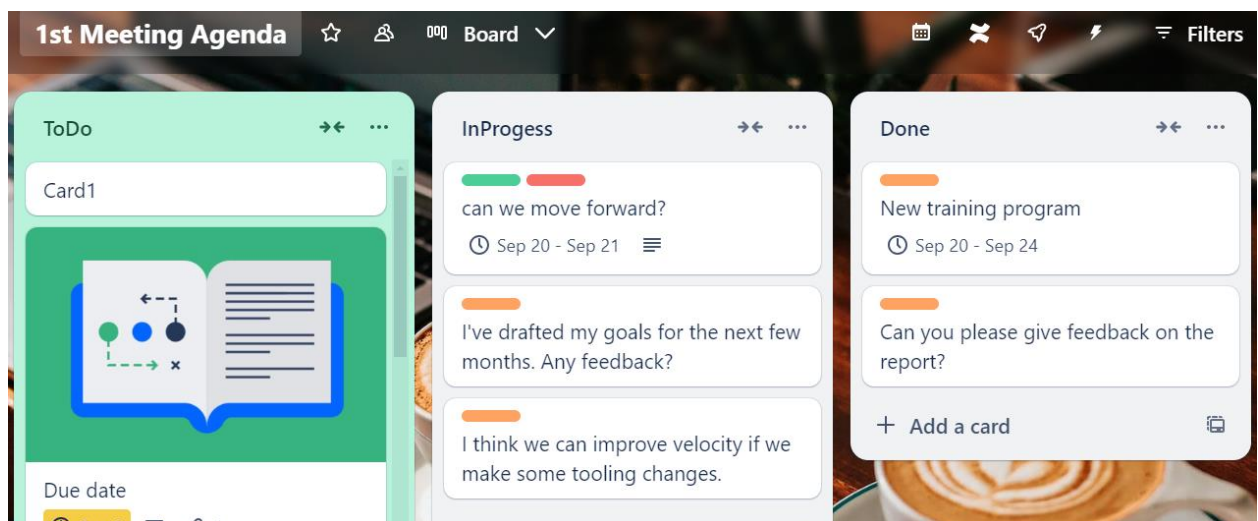 1st Meeting Agenda
Board
Filters
ToDo
Card1
Due date
InProgess
can we move forward?
Sep 20 - Sep 21
I've drafted my goals for the next few
months. Any feedback?
I think we can improve velocity if we
make some tooling changes.
Done
New training program
Sep 20 - Sep 24
Can you please give feedback on the
report?
Add a card